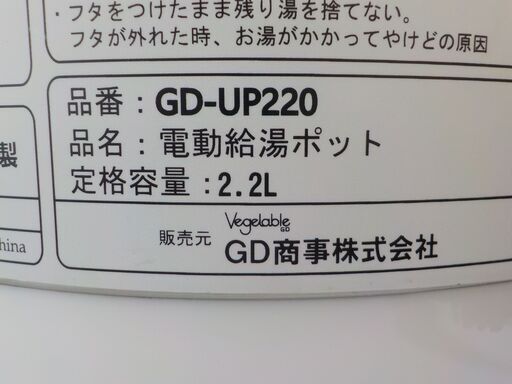 ・フタをつけたまま残り湯を捨てない。
フタが外れた時、お湯がかかってやけどの原因
品番：GD-UP220
品名：電動給湯ポット
定格容量：2.2L
製
hina
販売元
Vegelable
GD
GD商事株式会社